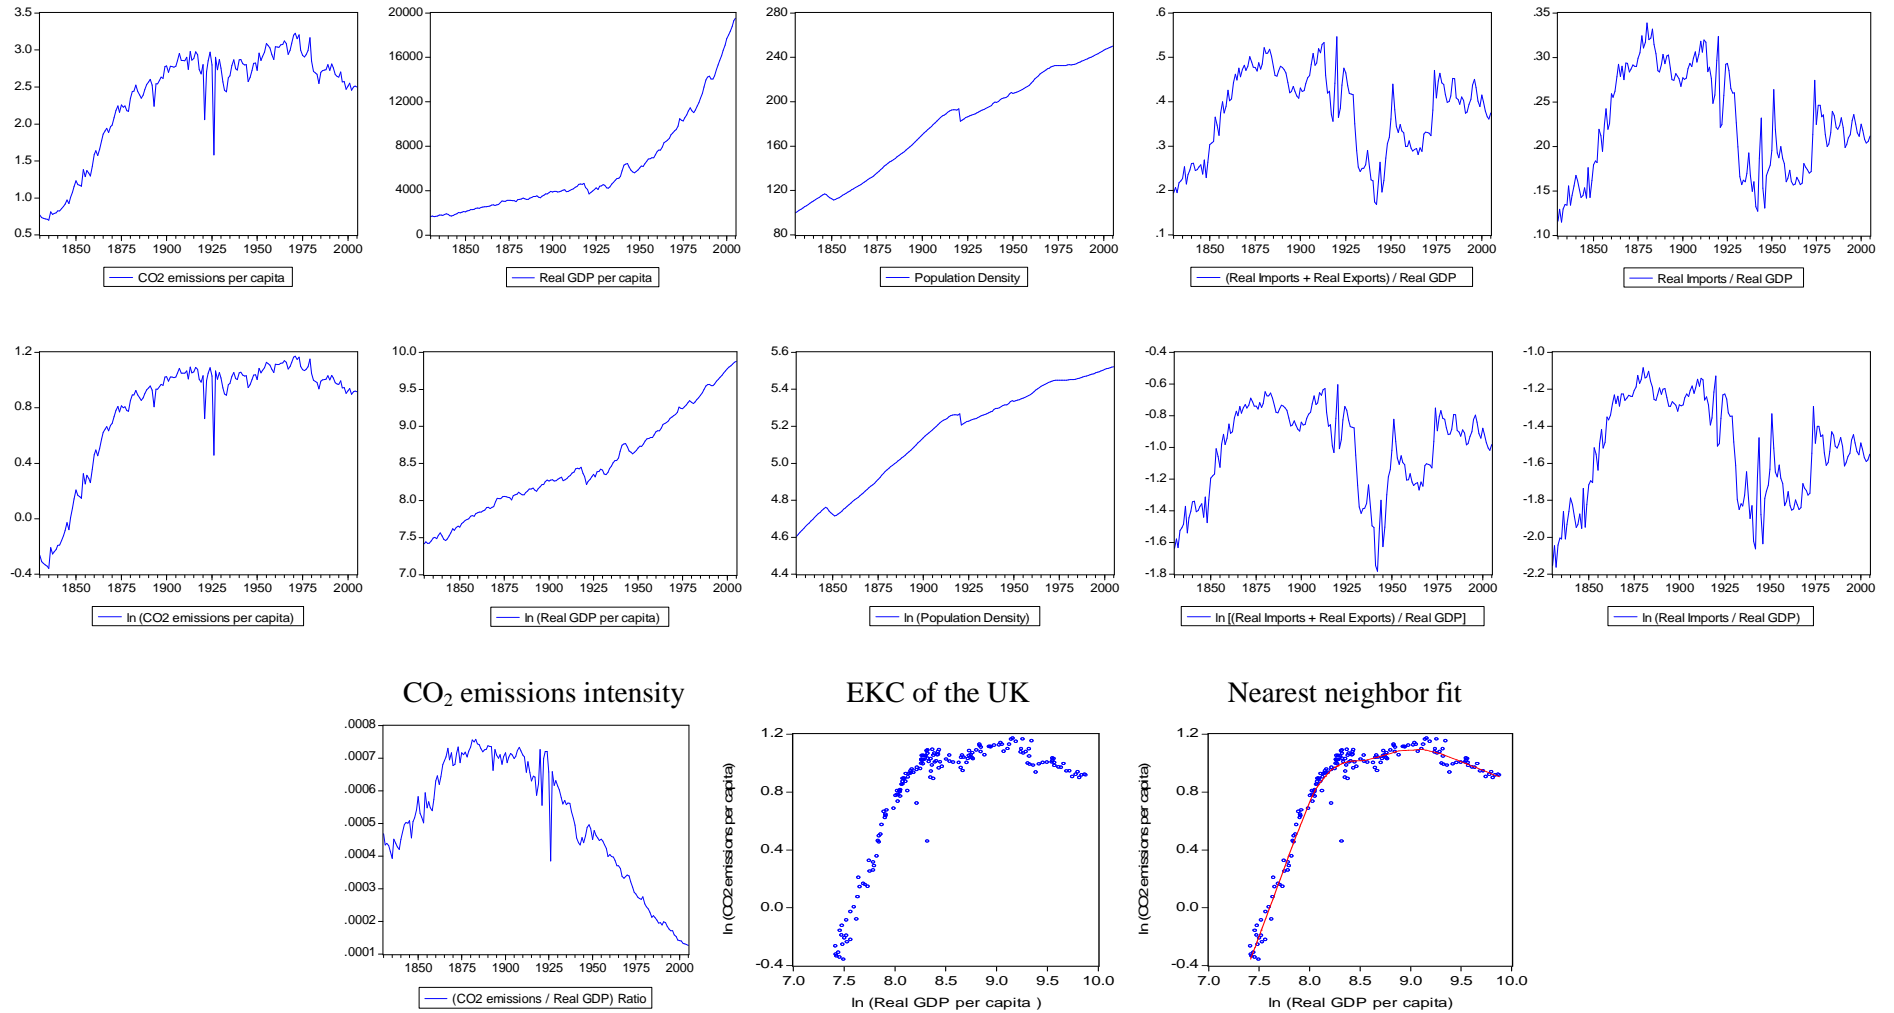 3.5
3.0
2.5
2.0
1.5
1.0
0.5
1850 1875 1900 1925 1950 1975 2000
CO2 emissions per capita
20000
16000
12000
8000
4000
0
1850 1875 1900 1925 1950 1975 2000
Real GDP per capita
280
240
200
160
120
80
1850 1875 1900 1925 1950 1975 2000
Population Density
.6
.5
.4
.3
.2
.1
1850 1875 1900 1925 1950 1975 2000
(Real Imports + Real Exports) / Real GDP
.35
.30
.25
.20
.15
.10
1850 1875 1900 1925 1950 1975 2000
Real Imports / Real GDP
1.2
0.8
0.4
0.0
-0.4
1850 1875 1900 1925 1950 1975 2000
ln (CO2 emissions per capita)
10.0
9.5
9.0
8.5
8.0
7.5
7.0
1850 1875 1900 1925 1950 1975 2000
ln (Real GDP per capita)
5.6
5.4
5.2
5.0
4.8
4.6
4.4
1850 1875 1900 1925 1950 1975 2000
ln (Population Density)
-0.4
-0.6
-0.8
-1.0
-1.2
-1.4
-1.6
-1.8
1850 1875 1900 1925 1950 1975 2000
ln [(Real Imports + Real Exports) / Real GDP]
-1.0
-1.2
-1.4
-1.6
-1.8
-2.0
-2.2
1850 1875 1900 1925 1950 1975 2000
ln (Real Imports / Real GDP)
CO₂ emissions intensity
.0008
.0007
.0006
.0005
.0004
.0003
.0002
.0001
1850 1875 1900 1925 1950 1975 2000
(CO2 emissions / Real GDP) Ratio
EKC of the UK
ln (CO2 emissions per capita)
1.2
0.8
0.4
0.0
-0.4
7.0 7.5 8.0 8.5 9.0 9.5 10.0
ln (Real GDP per capita )
Nearest neighbor fit
ln (CO2 emissions per capita)
1.2
0.8
0.4
0.0
-0.4
7.0 7.5 8.0 8.5 9.0 9.5 10.0
ln (Real GDP per capita)